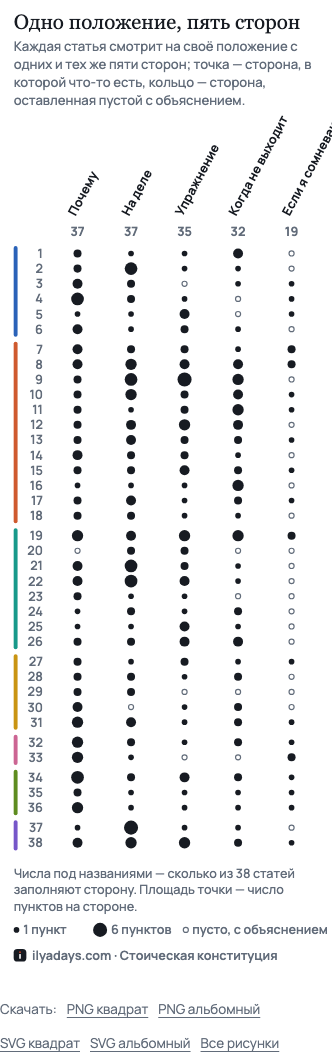 Одно положение, пять сторон
Каждая статья смотрит на своё положение с
одних и тех же пяти сторон; точка — сторона, в
которой что-то есть, кольцо — сторона,
оставленная пустой с объяснением.
Почему
На деле
Упражнение
Когда не выходит
Если я
37 37 35 32 19
1
2
3
4
5
6
7
8
9
10
11
12
13
14
15
16
17
18
19
20
21
22
23
24
25
26
27
28
29
30
31
32
33
34
35
36
37
38
Числа под названиями — сколько из 38 статей
заполняют сторону. Площадь точки — число
пунктов на стороне.
1 пункт 6 пунктов пусто, с объяснением
ilyadays.com · Стоическая конституция
Скачать: PNG квадрат PNG альбомный
SVG квадрат SVG альбомный Все рисунки